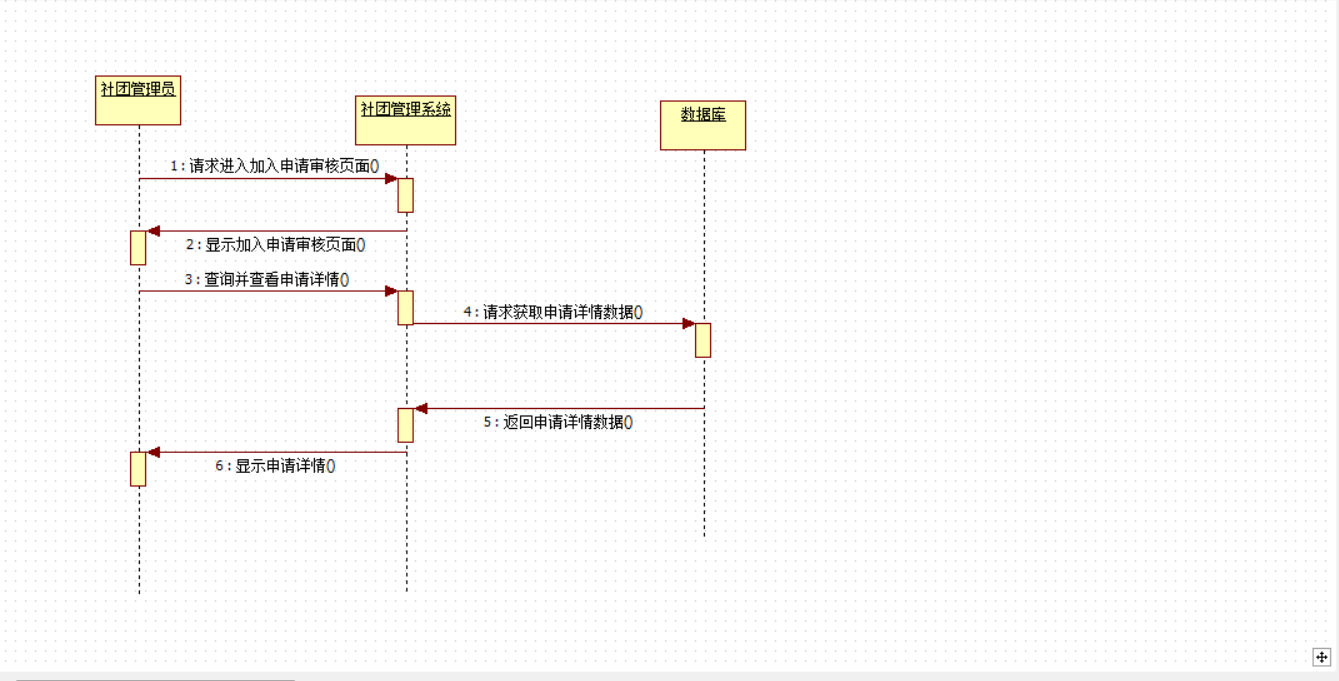 社团管理员
社团管理系统
数据库
1:请求进入加入申请审核页面()
2:显示加入申请审核页面()
3:查询并查看申请详情()
4:请求获取申请详情数据()
5:返回申请详情数据()
6:显示申请详情()